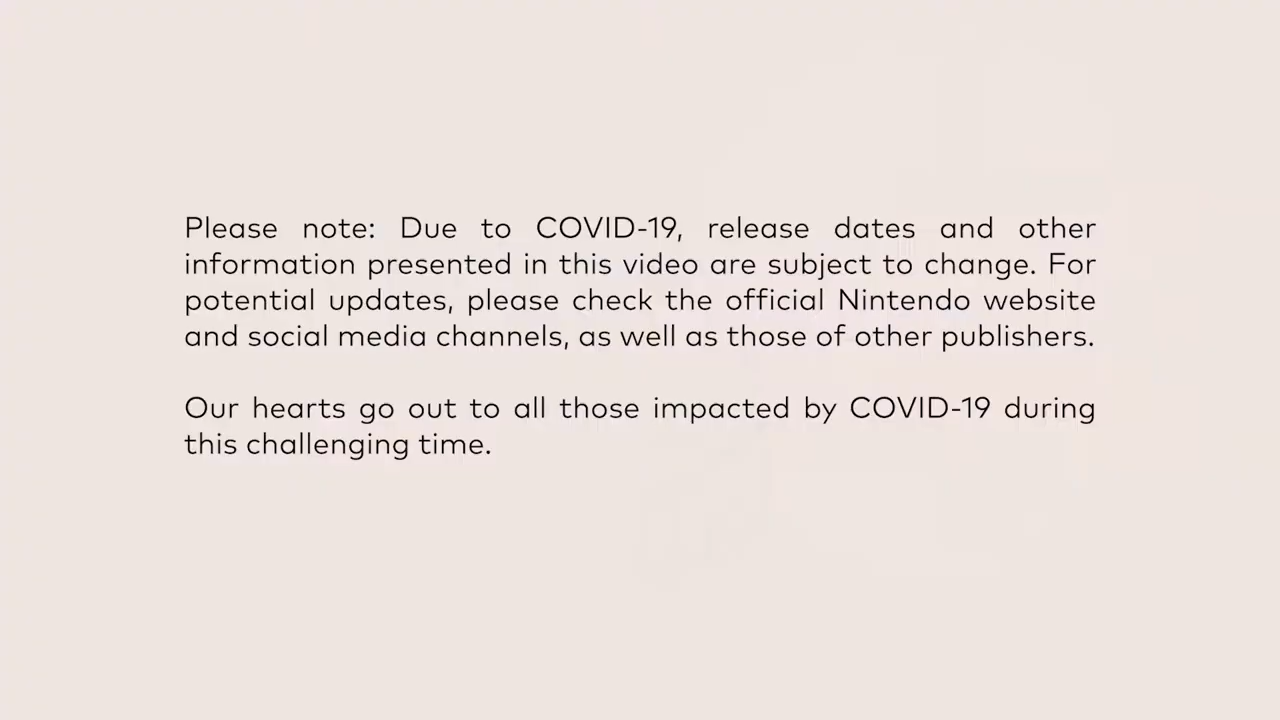 Please note: Due to COVID-19, release dates and other
information presented in this video are subject to change. For
potential updates, please check the official Nintendo website
and social media channels, as well as those of other publishers.
Our hearts go out to all those impacted by COVID-19 during
this challenging time.